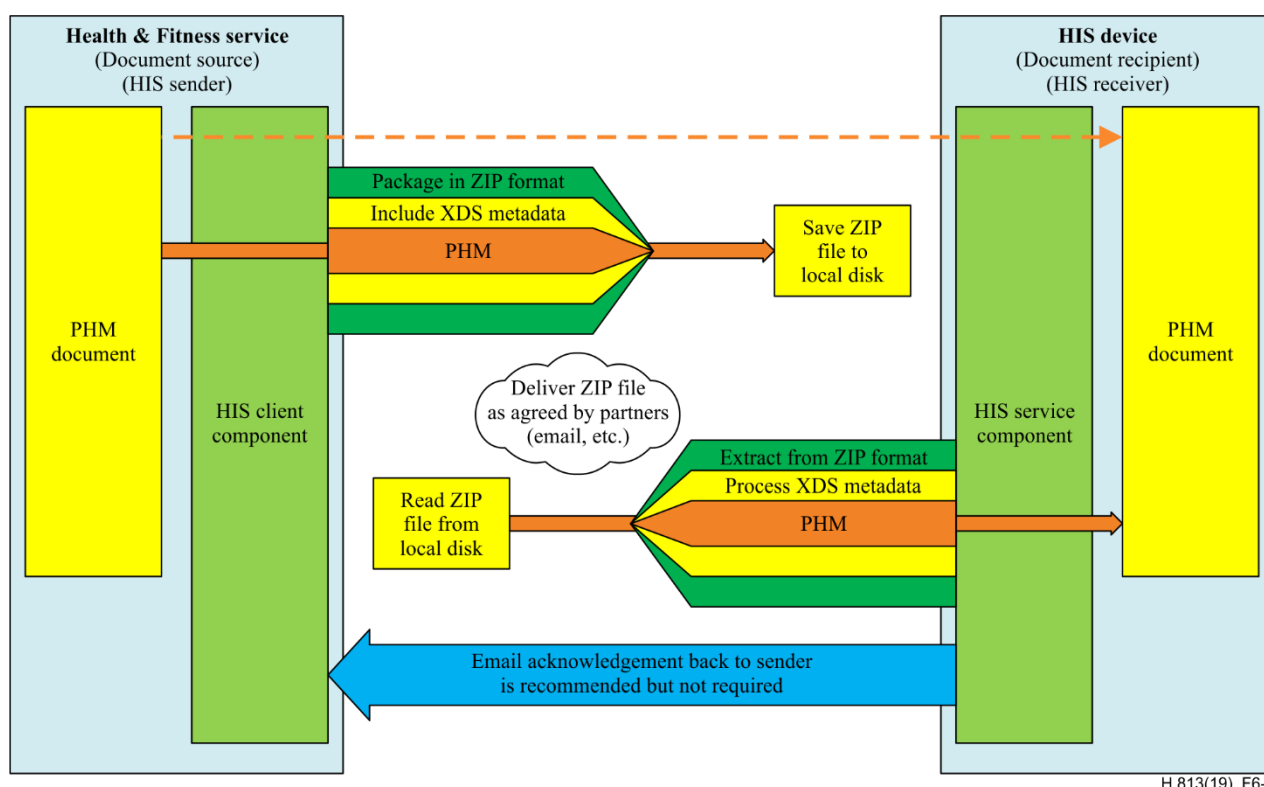 Health & Fitness service
(Document source)
(HIS sender)
HIS device
(Document recipient)
(HIS receiver)
Package in ZIP format
Include XDS metadata
PHM
Save ZIP
file to
local disk
PHM
document
HIS client
component
Deliver ZIP file
as agreed by partners
(email, etc.)
HIS service
component
PHM
document
Extract from ZIP format
Process XDS metadata
PHM
Read ZIP
file from
local disk
Email acknowledgement back to sender
is recommended but not required
H.813(19)_F6-